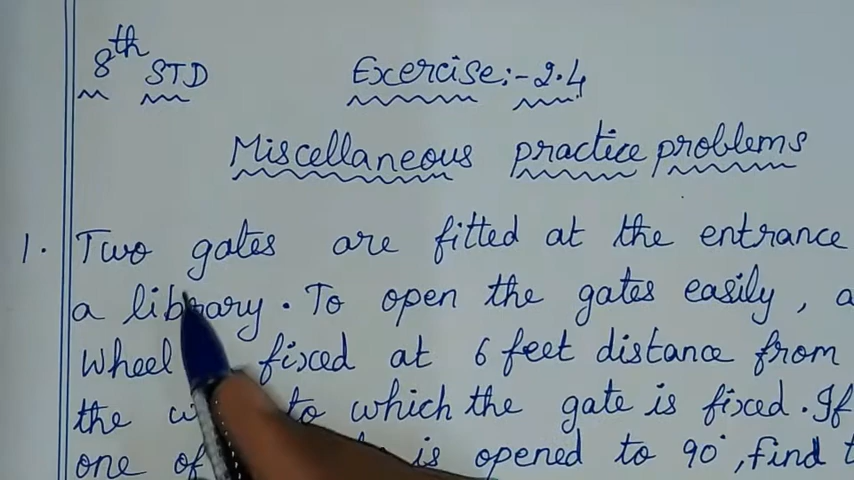 8th STD Exercise:- 2.4
Miscellaneous practice problems
1. Two gates are fitted at the entrance
a library. To open the gates easily, a
Wheel fixed at 6 feet distance from
the to which the gate is fixed. If
one of is opened to 90°, find